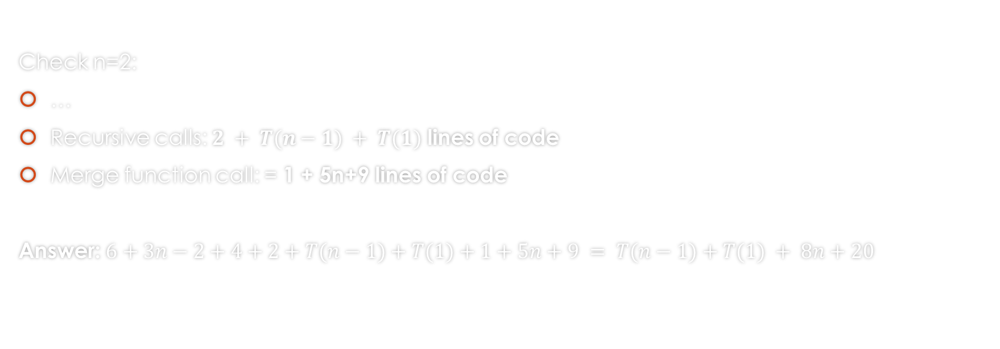 Check n=2:
...
Recursive calls: 2 + T(n − 1) + T(1) lines of code
Merge function call: = 1 + 5n+9 lines of code
Answer: 6 + 3n − 2 + 4 + 2 + T(n − 1) + T(1) + 1 + 5n + 9 = T(n − 1) + T(1) + 8n + 20